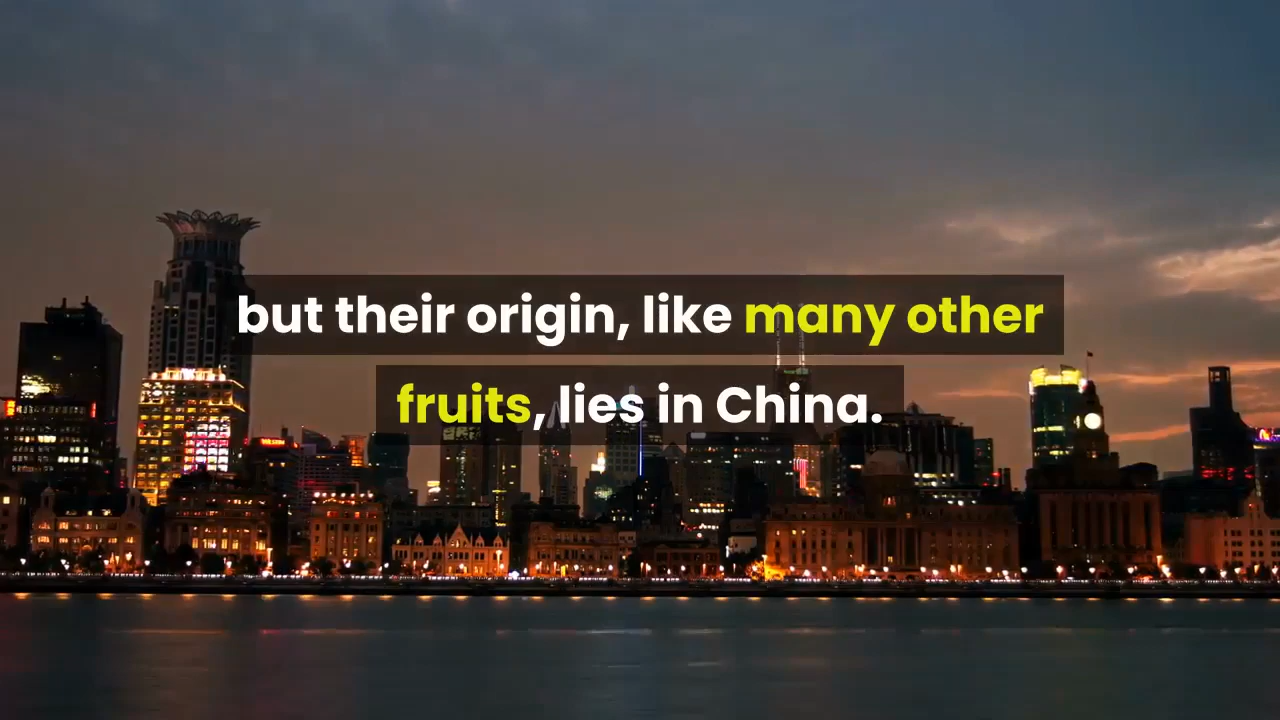 but their origin, like many other
fruits, lies in China.